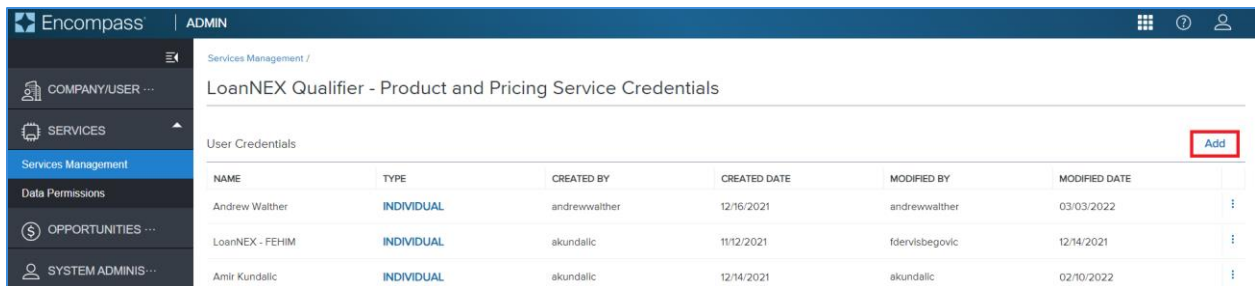 Encompass | ADMIN
Services Management /
COMPANY/USER ...
LoanNEX Qualifier - Product and Pricing Service Credentials
SERVICES
User Credentials Add
Services Management
NAME TYPE CREATED BY CREATED DATE MODIFIED BY MODIFIED DATE
Data Permissions
Andrew Walther INDIVIDUAL andrewwalther 12/16/2021 andrewwalther 03/03/2022
OPPORTUNITIES ...
LoanNEX - FEHIM INDIVIDUAL akundalic 11/12/2021 fdervisbegovic 12/14/2021
SYSTEM ADMINIS...
Amir Kundalic INDIVIDUAL akundalic 12/14/2021 akundalic 02/10/2022